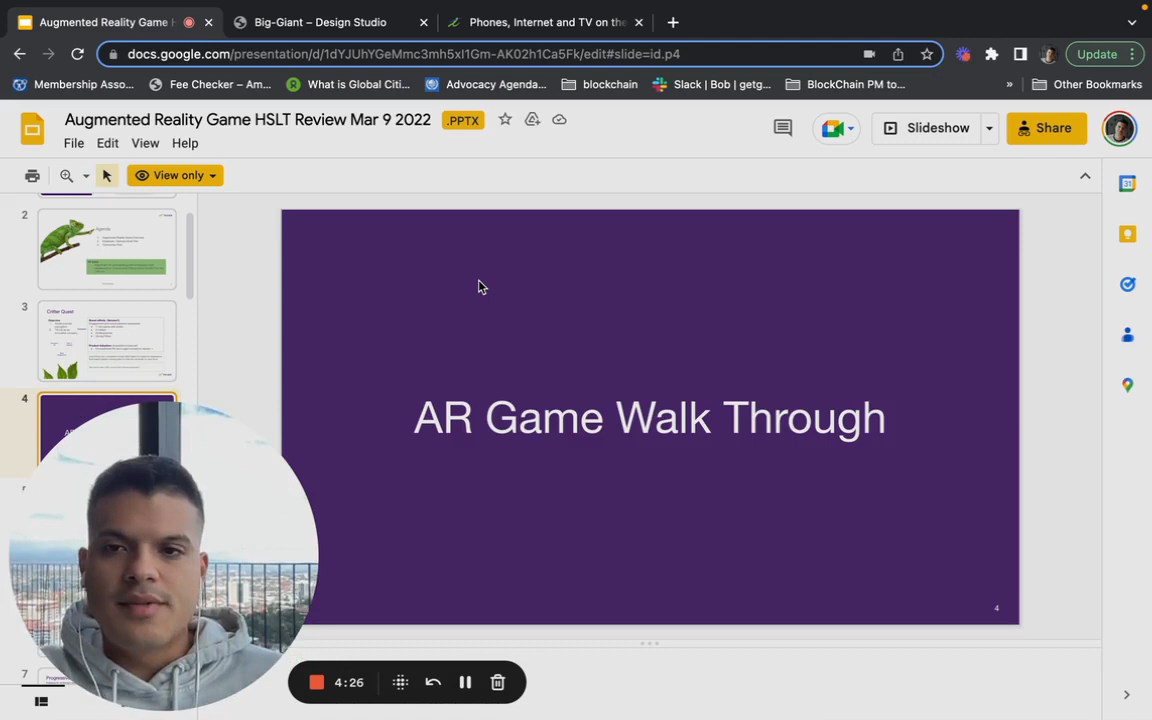 Augmented Reality Game H
Big-Giant – Design Studio
Phones, Internet and TV on the
docs.google.com/presentation/d/1dYJUhYGeMmc3mh5xI1Gm-AK02h1Ca5Fk/edit#slide=id.p4
Update
Membership Asso...
Fee Checker – Am...
What is Global Citi...
Advocacy Agenda...
blockchain
Slack | Bob | getg...
BlockChain PM to...
»
Other Bookmarks
Augmented Reality Game HSLT Review Mar 9 2022
.PPTX
Slideshow
Share
File Edit View Help
View only
31
2
Agenda
3
Critter Quest
4
7
AR Game Walk Through
4
4:26